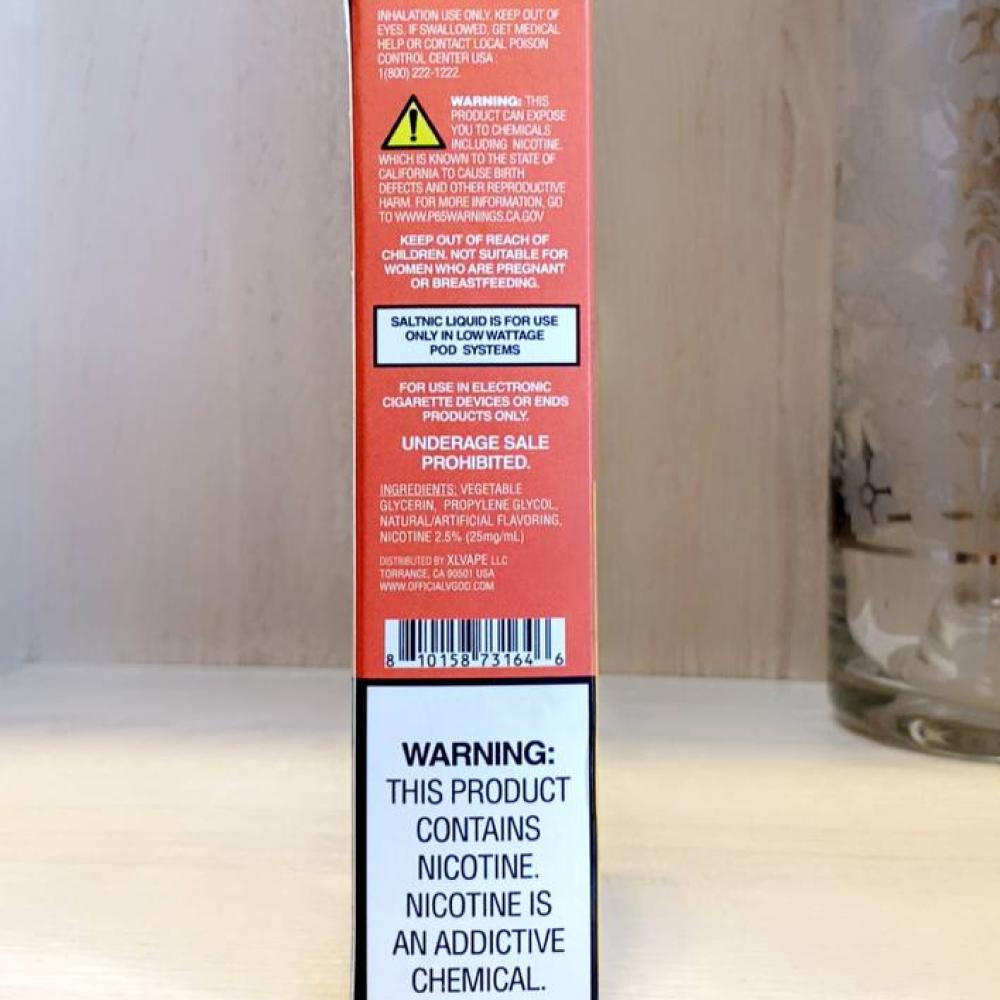 INHALATION USE ONLY. KEEP OUT OF
EYES. IF SWALLOWED, GET MEDICAL
HELP OR CONTACT LOCAL POISON
CONTROL CENTER USA :
1(800) 222-1222.
WARNING: THIS
PRODUCT CAN EXPOSE
YOU TO CHEMICALS
INCLUDING NICOTINE,
WHICH IS KNOWN TO THE STATE OF
CALIFORNIA TO CAUSE BIRTH
DEFECTS AND OTHER REPRODUCTIVE
HARM. FOR MORE INFORMATION, GO
TO WWW.P65WARNINGS.CA.GOV
KEEP OUT OF REACH OF
CHILDREN. NOT SUITABLE FOR
WOMEN WHO ARE PREGNANT
OR BREASTFEEDING.
SALTNIC LIQUID IS FOR USE
ONLY IN LOW WATTAGE
POD SYSTEMS
FOR USE IN ELECTRONIC
CIGARETTE DEVICES OR ENDS
PRODUCTS ONLY.
UNDERAGE SALE
PROHIBITED.
INGREDIENTS: VEGETABLE
GLYCERIN, PROPYLENE GLYCOL,
NATURAL/ARTIFICIAL FLAVORING,
NICOTINE 2.5% (25mg/mL)
DISTRIBUTED BY XLVAPE LLC
TORRANCE, CA 90501 USA
WWW.OFFICIALVGOD.COM
8 10158 73164 6
WARNING:
THIS PRODUCT
CONTAINS
NICOTINE.
NICOTINE IS
AN ADDICTIVE
CHEMICAL.